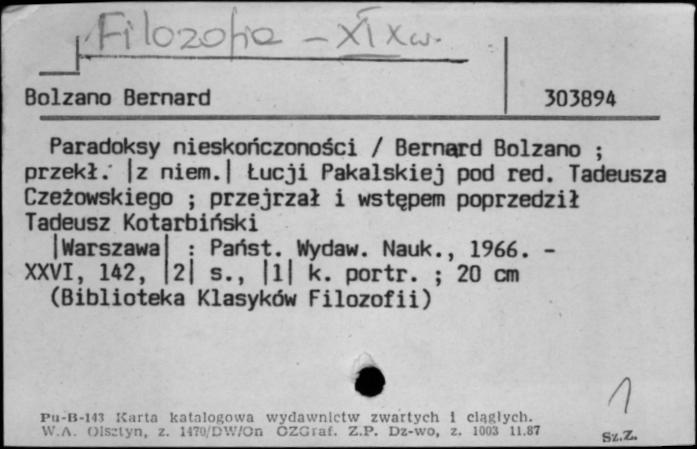 Filozofia - XIX w.
Bolzano Bernard 303894
Paradoksy nieskończoności / Bernard Bolzano ;
przekł. |z niem.| Łucji Pakalskiej pod red. Tadeusza
Czeżowskiego ; przejrzał i wstępem poprzedził
Tadeusz Kotarbiński
|Warszawa| : Państ. Wydaw. Nauk., 1966. -
XXVI, 142, |2| s., |1| k. portr. ; 20 cm
(Biblioteka Klasyków Filozofii)
1
Pu-B-143 Karta katalogowa wydawnictw zwartych i ciągłych.
W.A. Olsztyn, z. 1470/DW/On OZGraf. Z.P. Dz-wo, z. 1003 11.87
Sz.Z.